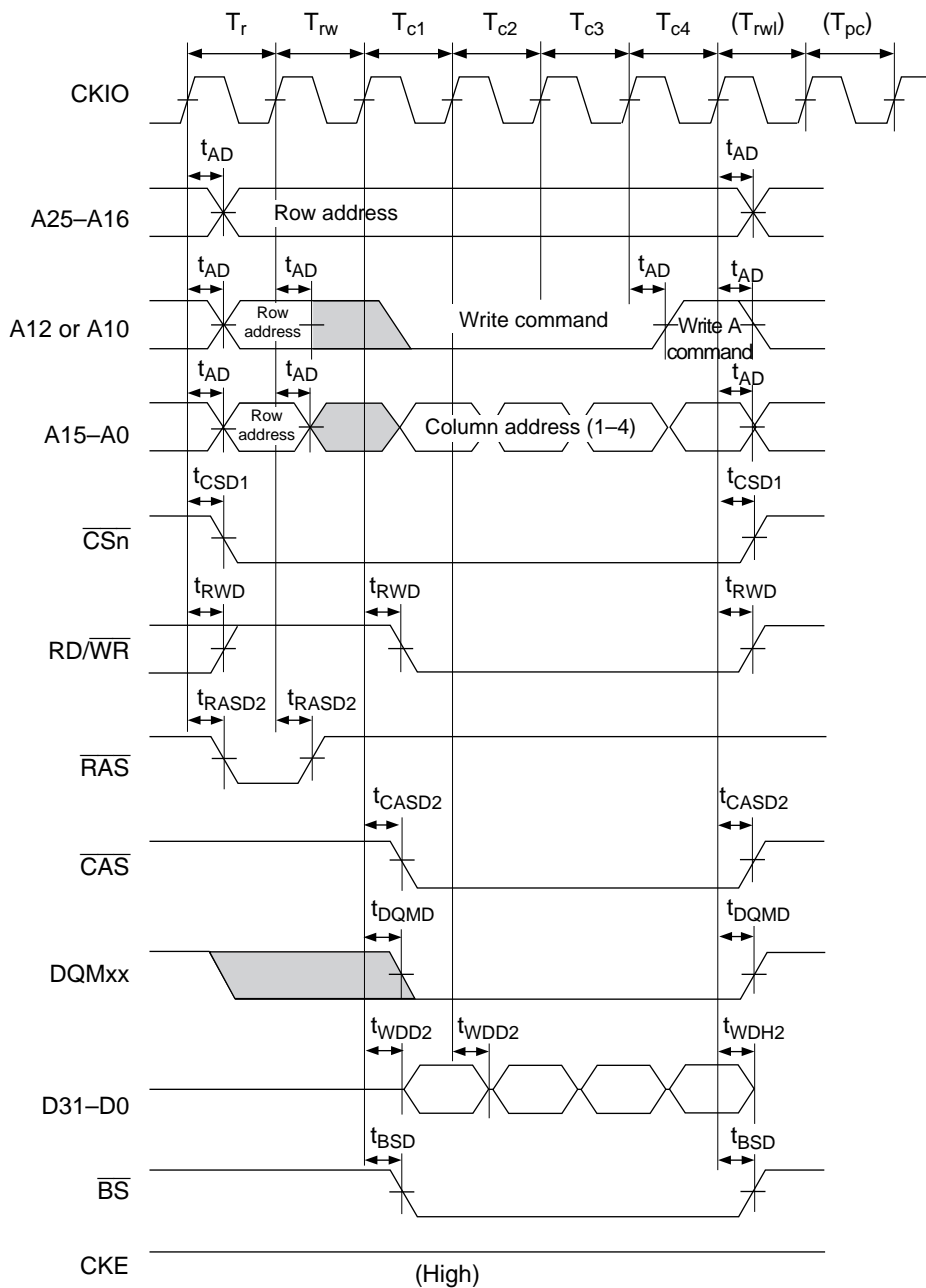 Tr Trw Tc1 Tc2 Tc3 Tc4 (Trwl) (Tpc)
CKIO
tAD tAD
A25–A16 Row address
tAD tAD tAD tAD
A12 or A10 Row address Write command Write A command
tAD tAD tAD
A15–A0 Row address Column address (1–4)
tCSD1 tCSD1
CSn
tRWD tRWD tRWD
RD/WR
tRASD2 tRASD2
RAS
tCASD2 tCASD2
CAS
tDQMD tDQMD
DQMxx
tWDD2 tWDD2 tWDH2
D31–D0
tBSD tBSD
BS
CKE (High)